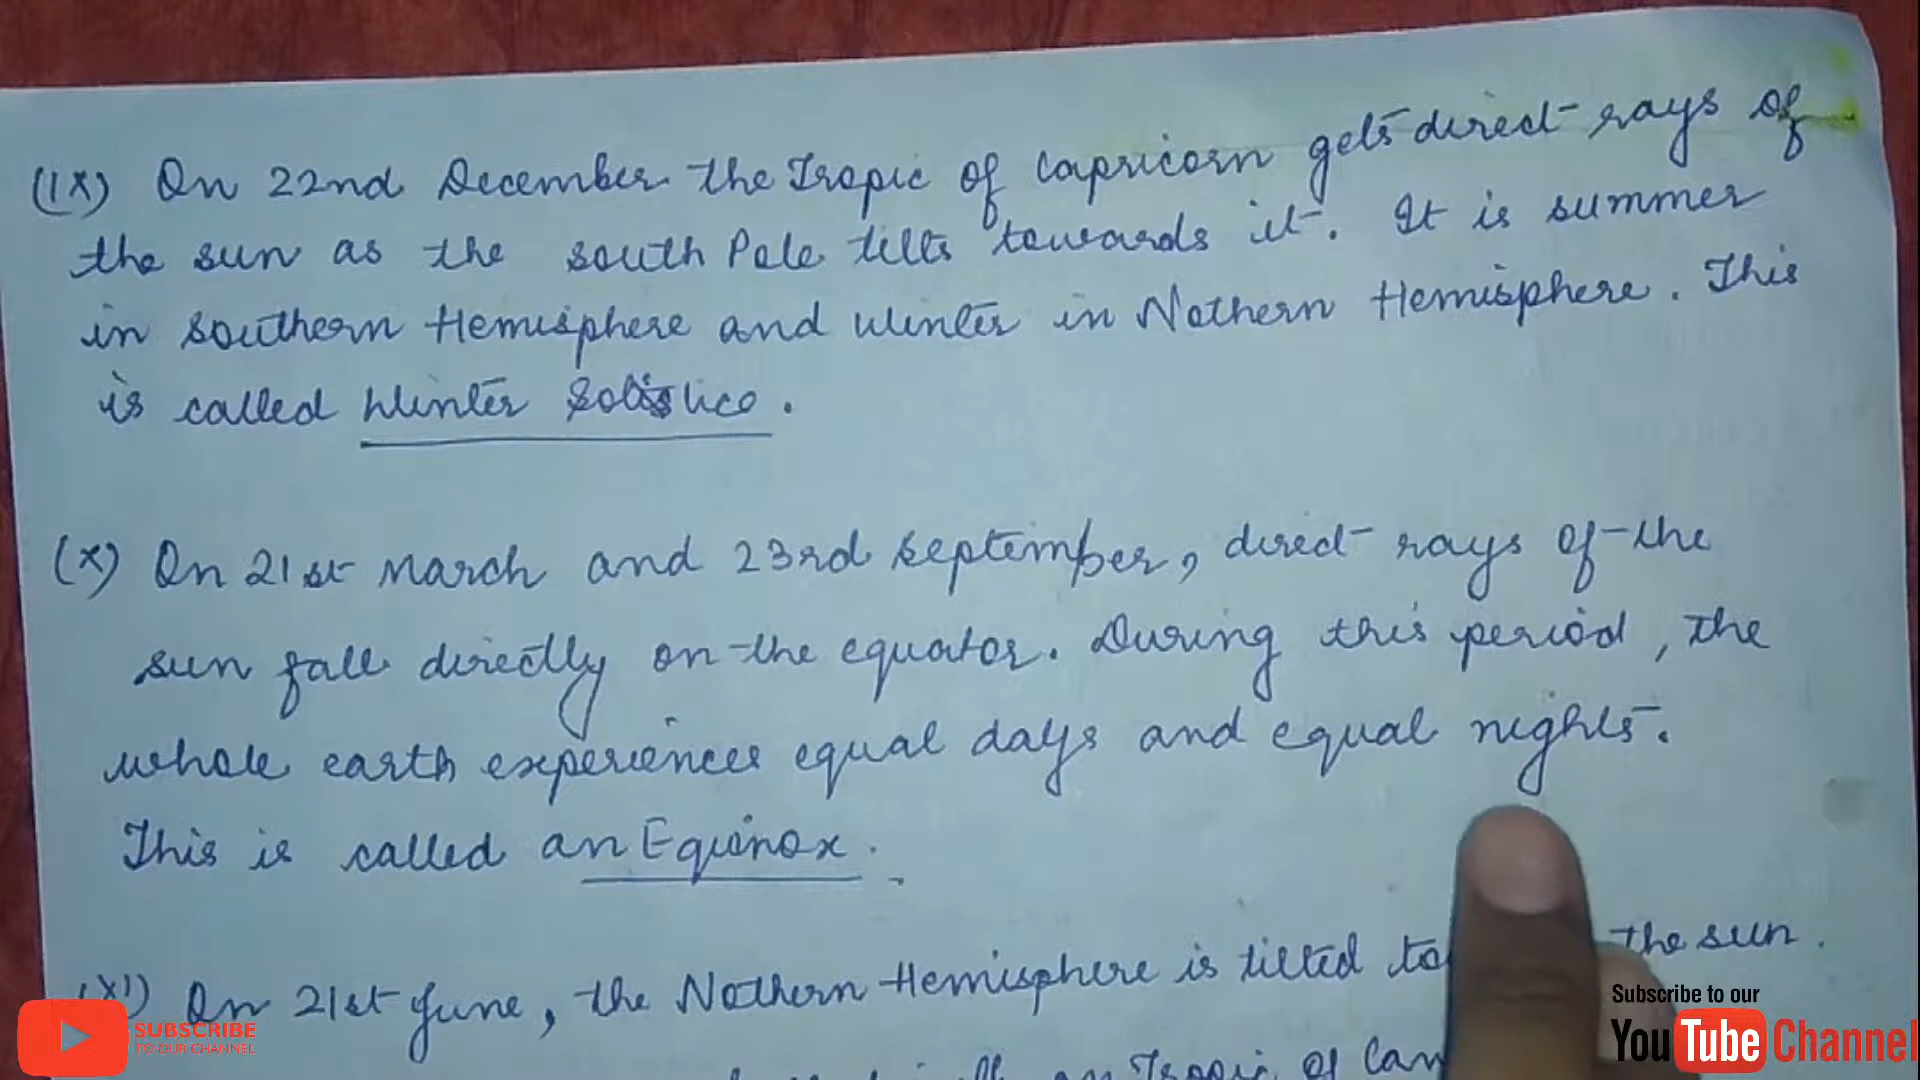 (IX) On 22nd December the Tropic of Capricorn gets direct rays of
the sun as the south Pole tilts towards it. It is summer
in Southern Hemisphere and Winter in Nothern Hemisphere. This
is called Winter Solistice.
(X) On 21st March and 23rd September, direct rays of the
sun fall directly on the equator. During this period, the
whole earth experiences equal days and equal nights.
This is called an Equinox.
(XI) On 21st June, the Nothern Hemisphere is tilted the sun.
on Tropic of
SUBSCRIBE
TO OUR CHANNEL
Subscribe to our
YouTube Channel